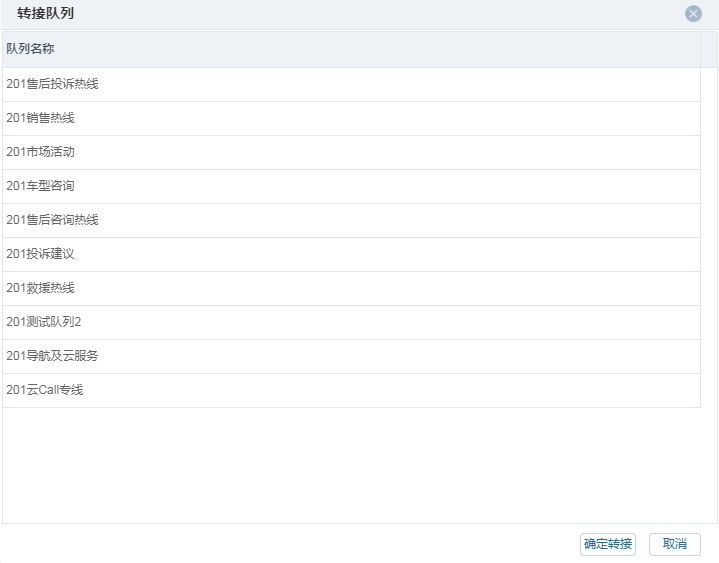 转接队列
队列名称
201售后投诉热线
201销售热线
201市场活动
201车型咨询
201售后咨询热线
201投诉建议
201救援热线
201测试队列2
201导航及云服务
201云Call专线
确定转接 取消